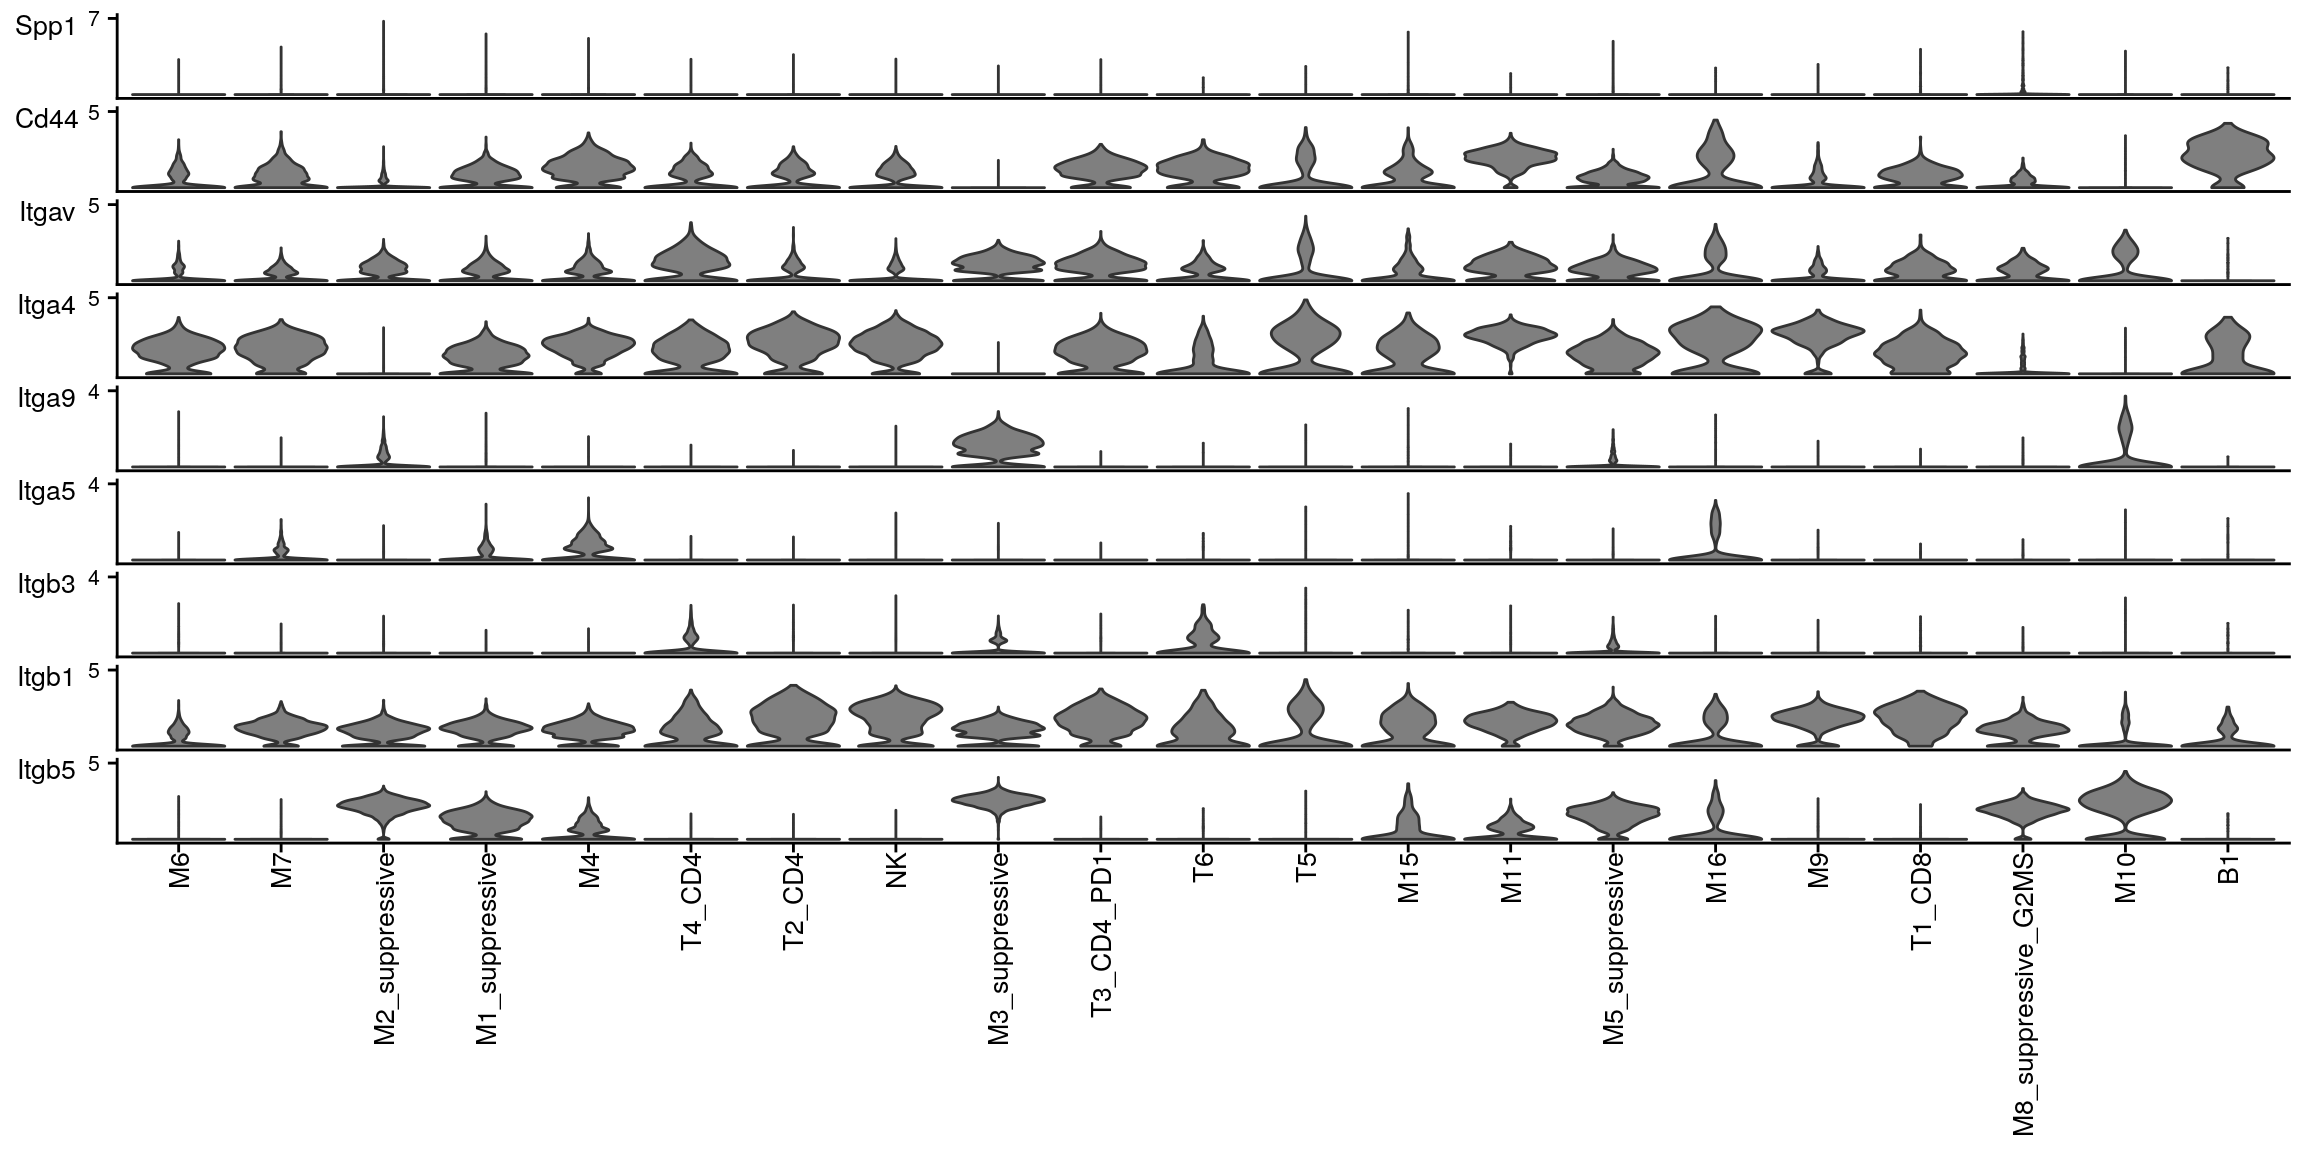 Spp1 7
Cd44 5
Itgav 5
Itga4 5
Itga9 4
Itga5 4
Itgb3 4
Itgb1 5
Itgb5 5
M6
M7
M2_suppressive
M1_suppressive
M4
T4_CD4
T2_CD4
NK
M3_suppressive
T3_CD4_PD1
T6
T5
M15
M11
M5_suppressive
M16
M9
T1_CD8
M8_suppressive_G2MS
M10
B1